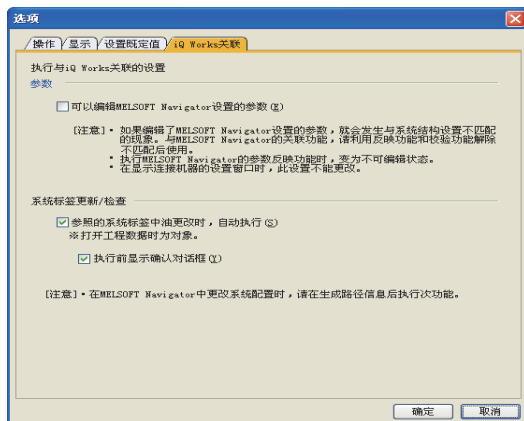 选项
操作 显示 设置既定值 iQ Works关联
执行与iQ Works关联的设置
参数
可以编辑MELSOFT Navigator设置的参数(E)
[注意]・如果编辑了MELSOFT Navigator设置的参数，就会发生与系统结构设置不匹配
的现象。与MELSOFT Navigator的关联功能，请利用反映功能和校验功能解除
不匹配后使用。
・执行MELSOFT Navigator的参数反映功能时，变为不可编辑状态。
・在显示连接机器的设置窗口时，此设置不能更改。
系统标签更新/检查
参照的系统标签中油更改时，自动执行(S)
※打开工程数据时为对象。
执行前显示确认对话框(Y)
[注意]・在MELSOFT Navigator中更改系统配置时，请在生成路径信息后执行次功能。
确定 取消